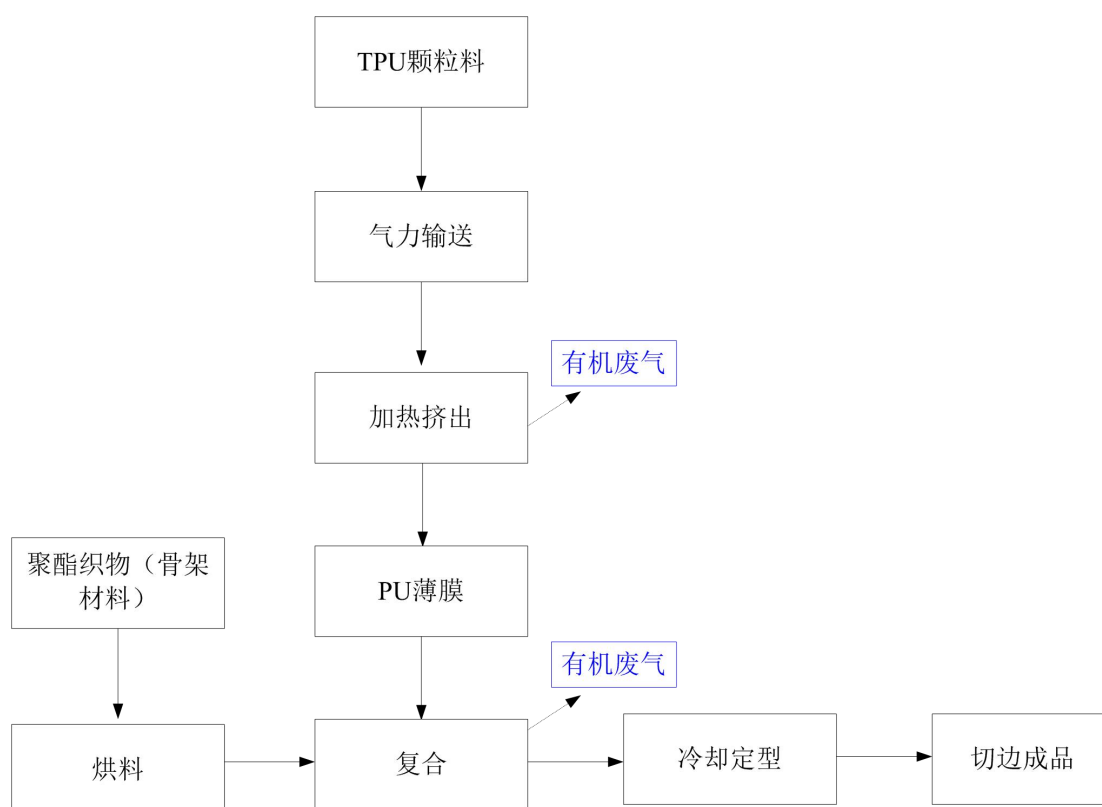 TPU颗粒料
气力输送
有机废气
加热挤出
聚酯织物（骨架
材料）
PU薄膜
有机废气
烘料
复合
冷却定型
切边成品